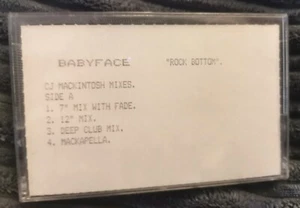 BABYFACE "ROCK BOTTOM".
CJ MACKINTOSH MIXES.
SIDE A
1. 7" MIX WITH FADE.
2. 12" MIX.
3. DEEP CLUB MIX.
4. MACKAPELLA.